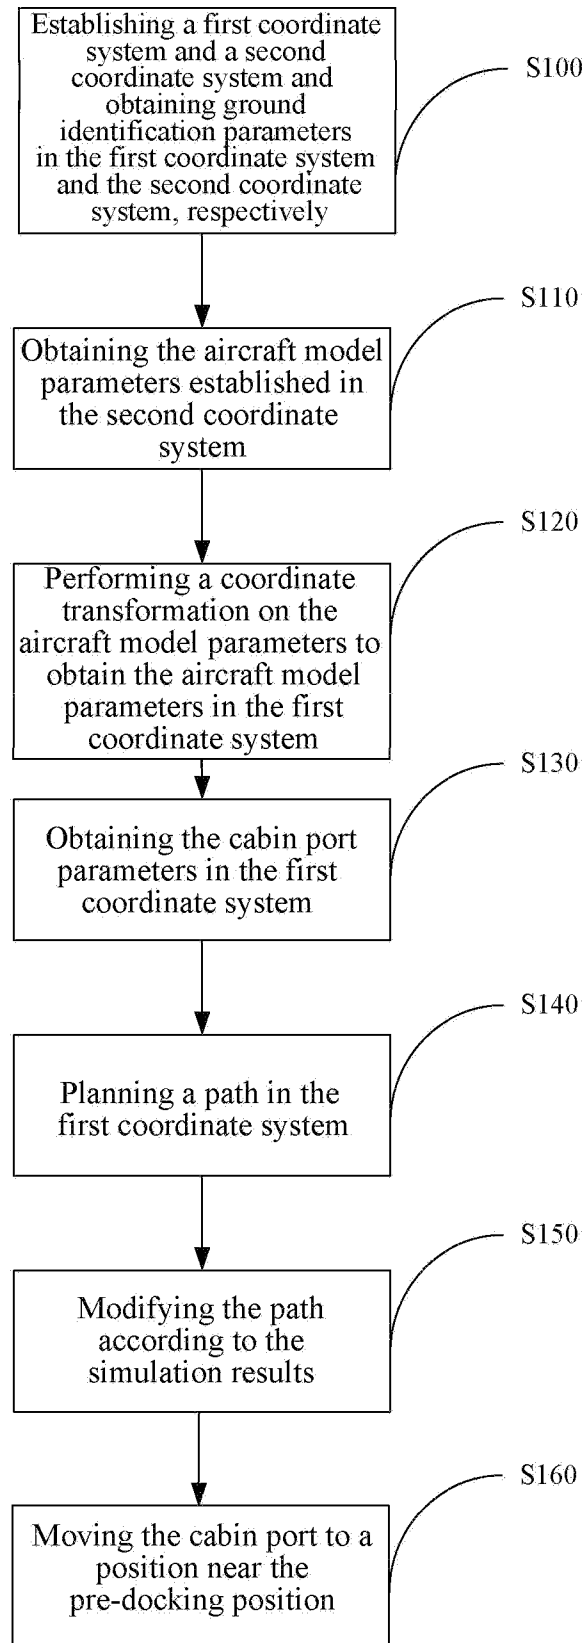 Establishing a first coordinate
system and a second
coordinate system and
obtaining ground
identification parameters
in the first coordinate system
and the second coordinate
system, respectively
S100
Obtaining the aircraft model
parameters established in
the second coordinate
system
S110
Performing a coordinate
transformation on the
aircraft model parameters to
obtain the aircraft model
parameters in the first
coordinate system
S120
Obtaining the cabin port
parameters in the first
coordinate system
S130
Planning a path in the
first coordinate system
S140
Modifying the path
according to the
simulation results
S150
Moving the cabin port to a
position near the
pre-docking position
S160